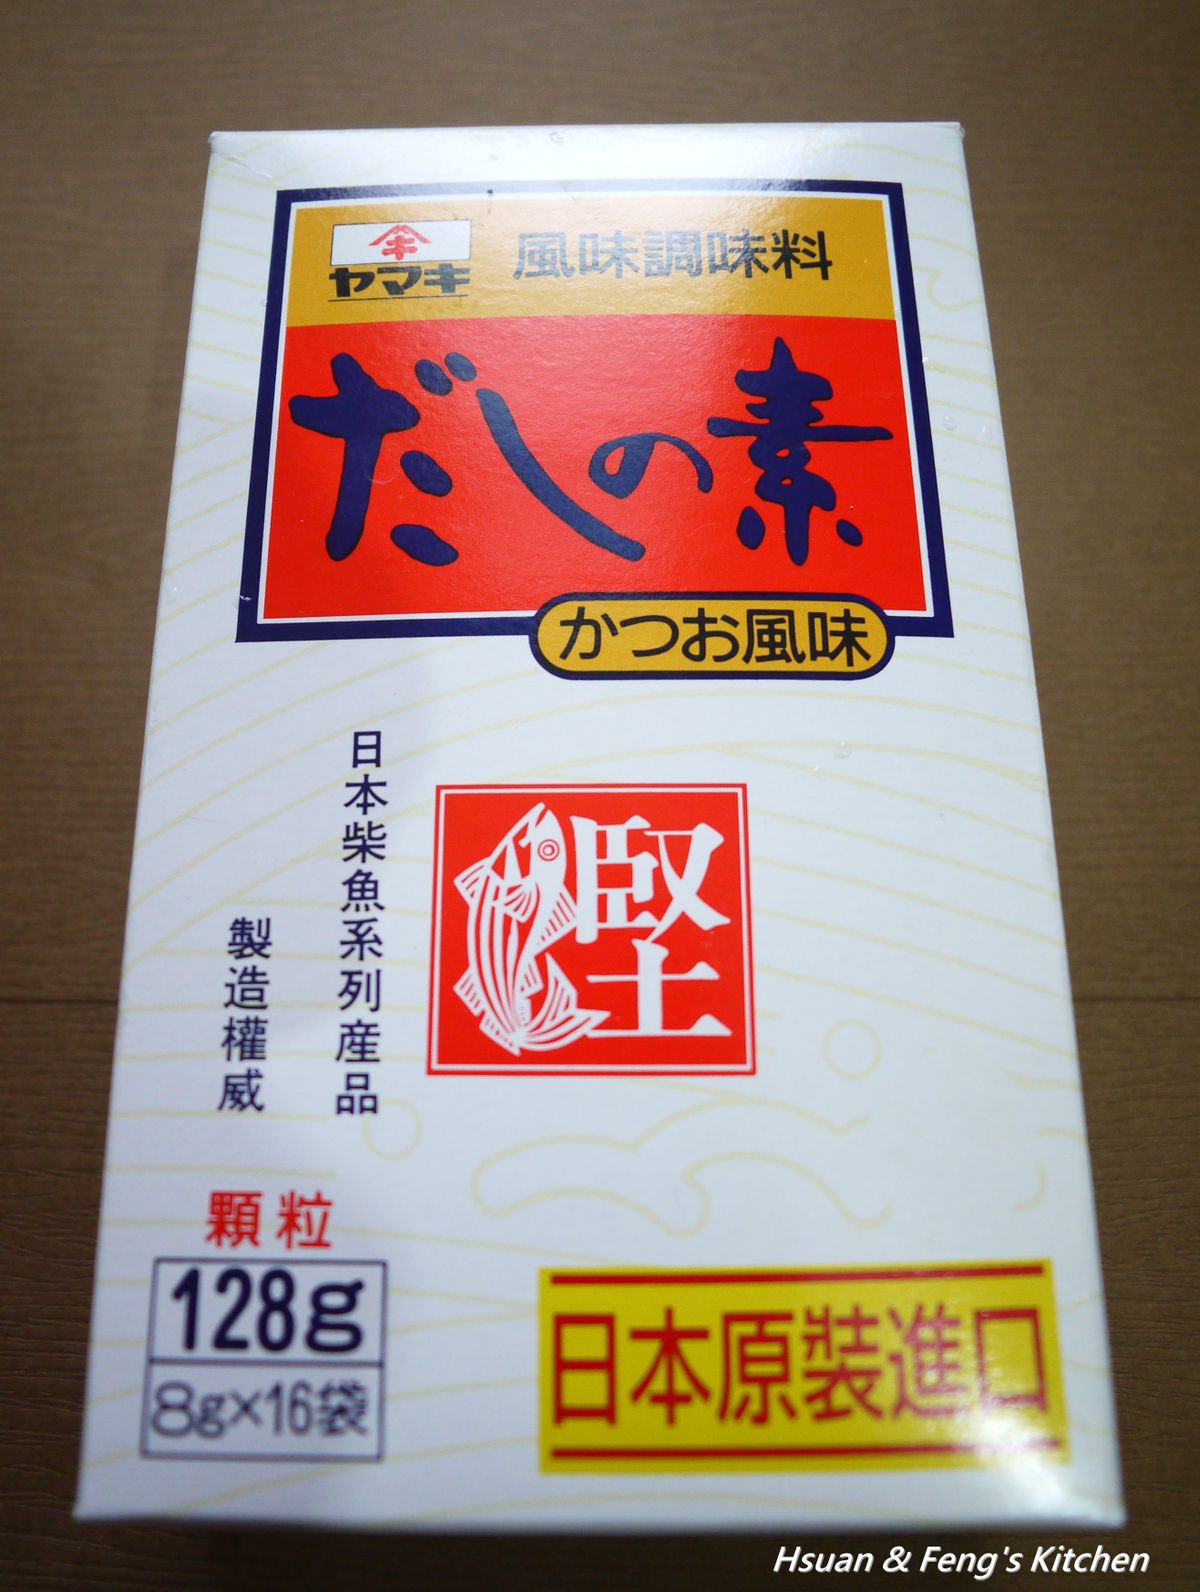 キ
ヤマキ
風味調味料
だしの素
かつお風味
日本柴魚系列産品
製造權威
堅
顆粒
128g
8g×16袋
日本原裝進口
Hsuan & Feng's Kitchen